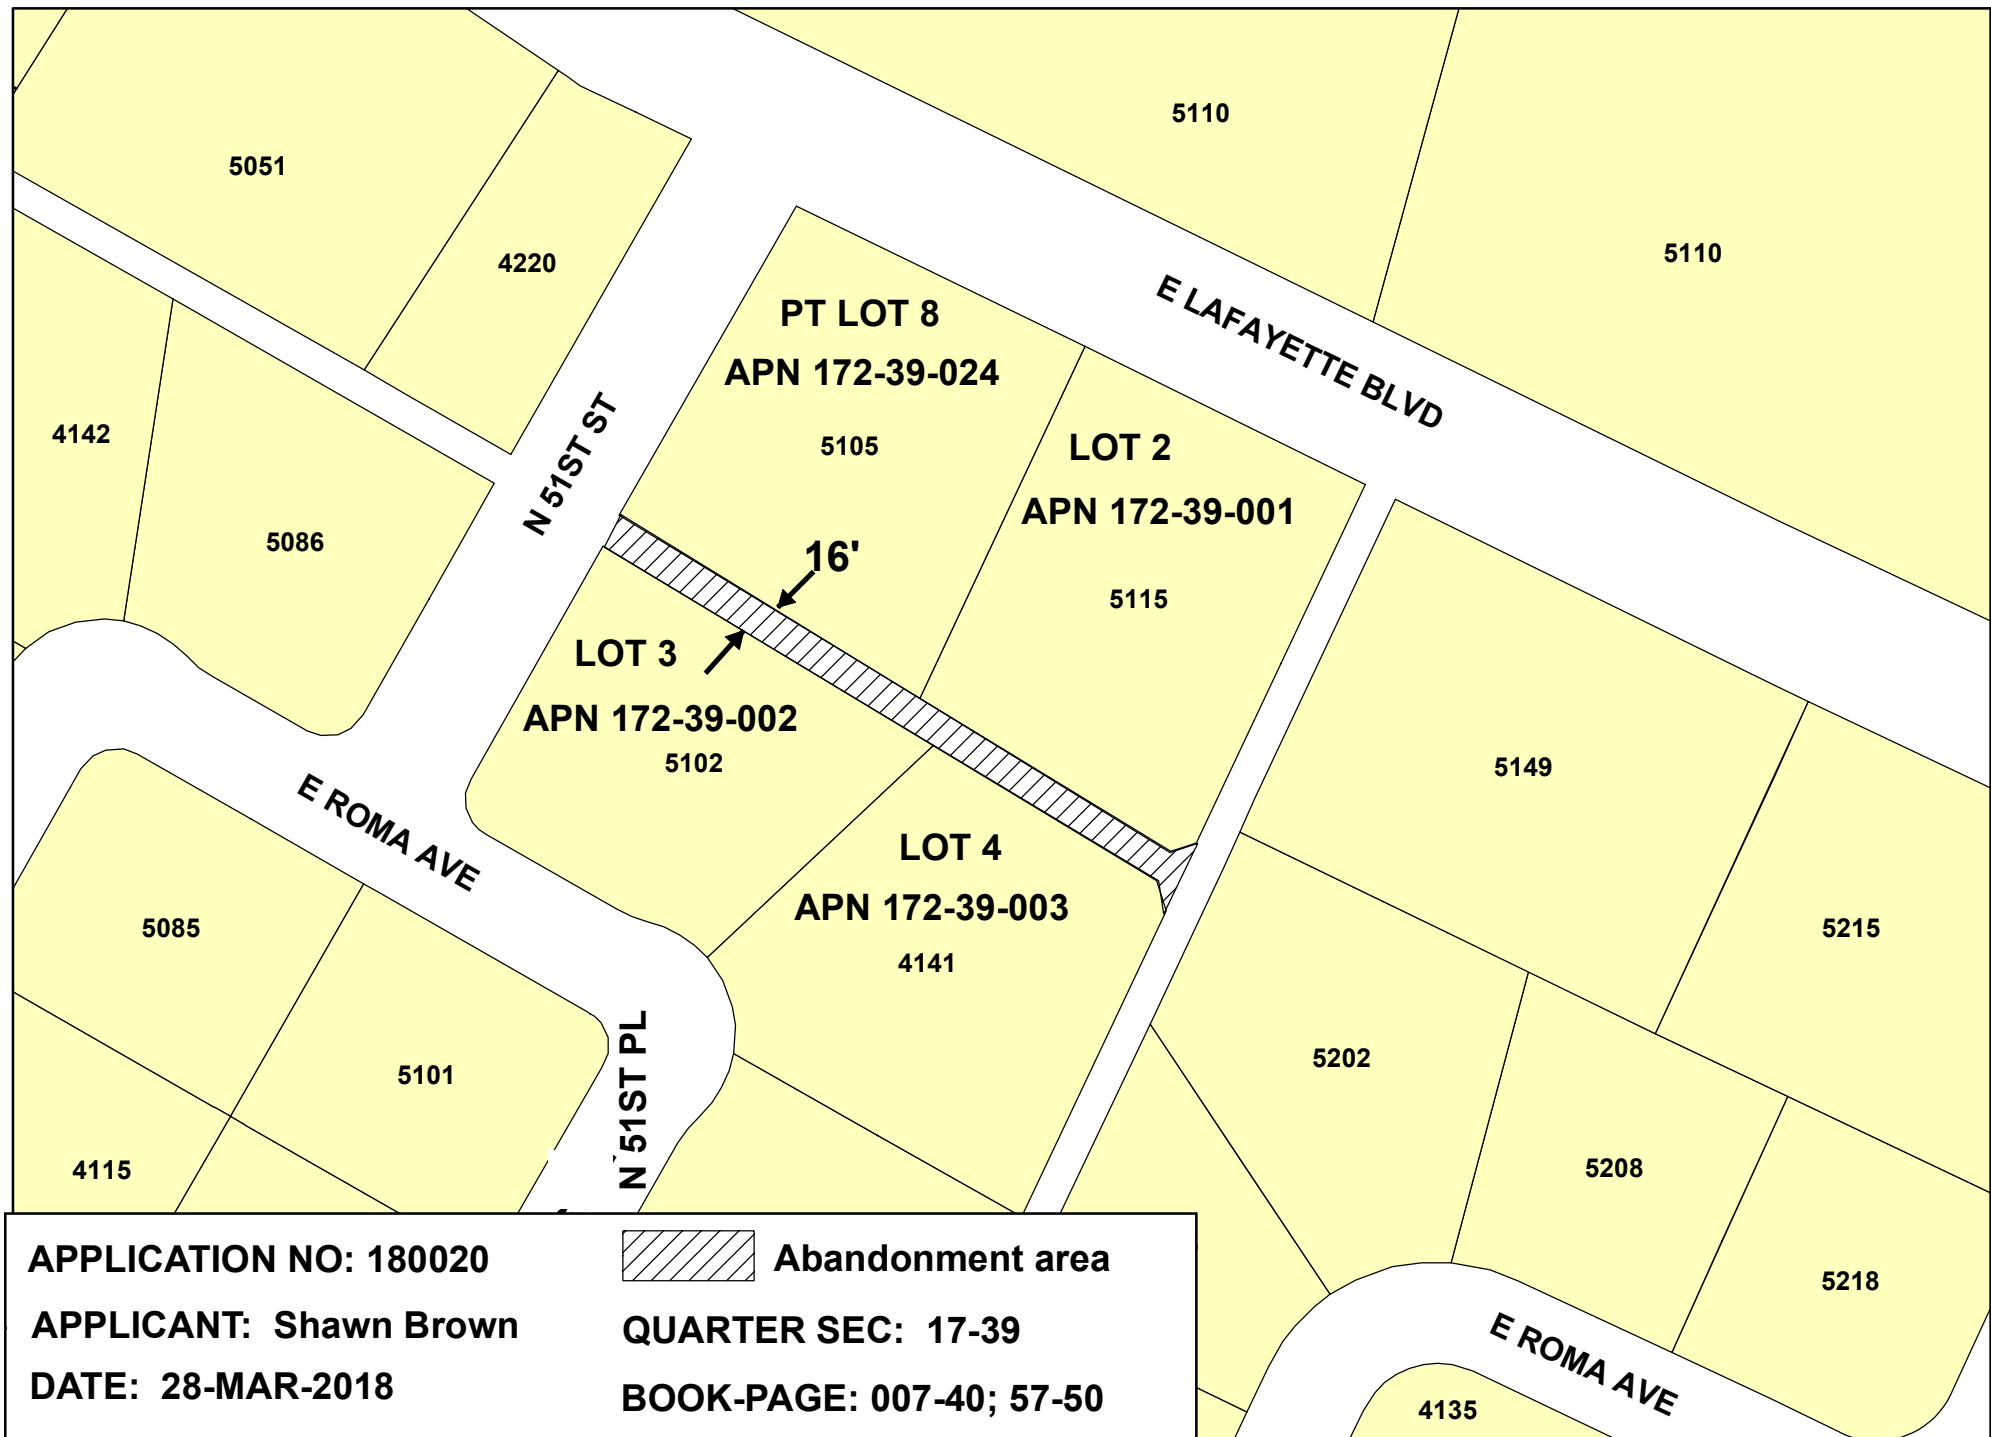 5110
5051
5110
4220
E LAFAYETTE BLVD
PT LOT 8
APN 172-39-024
5105
4142
N 51ST ST
LOT 2
APN 172-39-001
5086
16'
5115
LOT 3
APN 172-39-002
5102
5149
E ROMA AVE
LOT 4
APN 172-39-003
4141
5085
5215
N 51ST PL
5101
5202
4115
5208
5218
E ROMA AVE
4135
APPLICATION NO: 180020
APPLICANT: Shawn Brown
DATE: 28-MAR-2018
Abandonment area
QUARTER SEC: 17-39
BOOK-PAGE: 007-40; 57-50